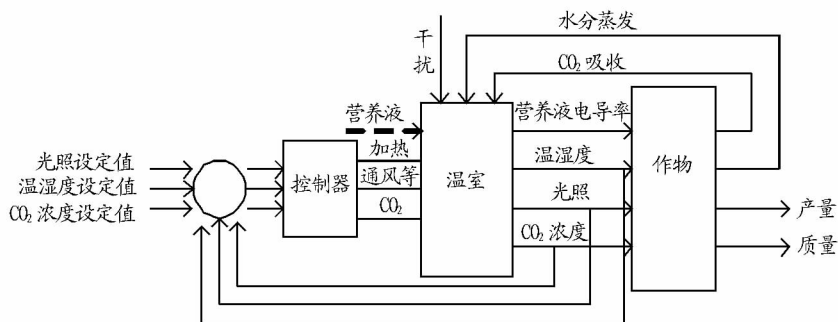 水分蒸发
干扰
CO₂ 吸收
营养液
营养液电导率
加热
光照设定值
温湿度设定值
CO₂ 浓度设定值
控制器
通风等
CO₂
温室
温湿度
光照
CO₂ 浓度
作物
产量
质量